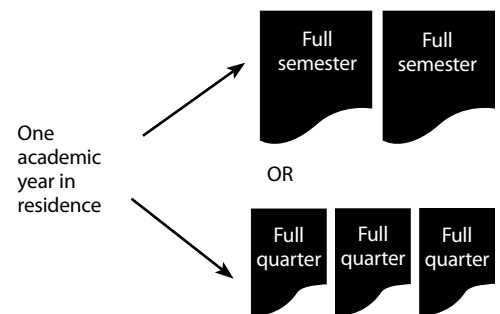 One
academic
year in
residence
Full
semester
Full
semester
OR
Full
quarter
Full
quarter
Full
quarter